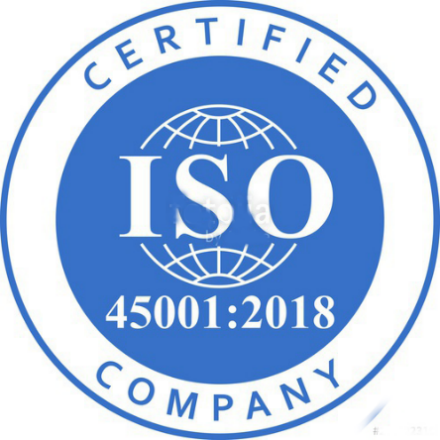 CERTIFIED
ISO
45001:2018
COMPANY